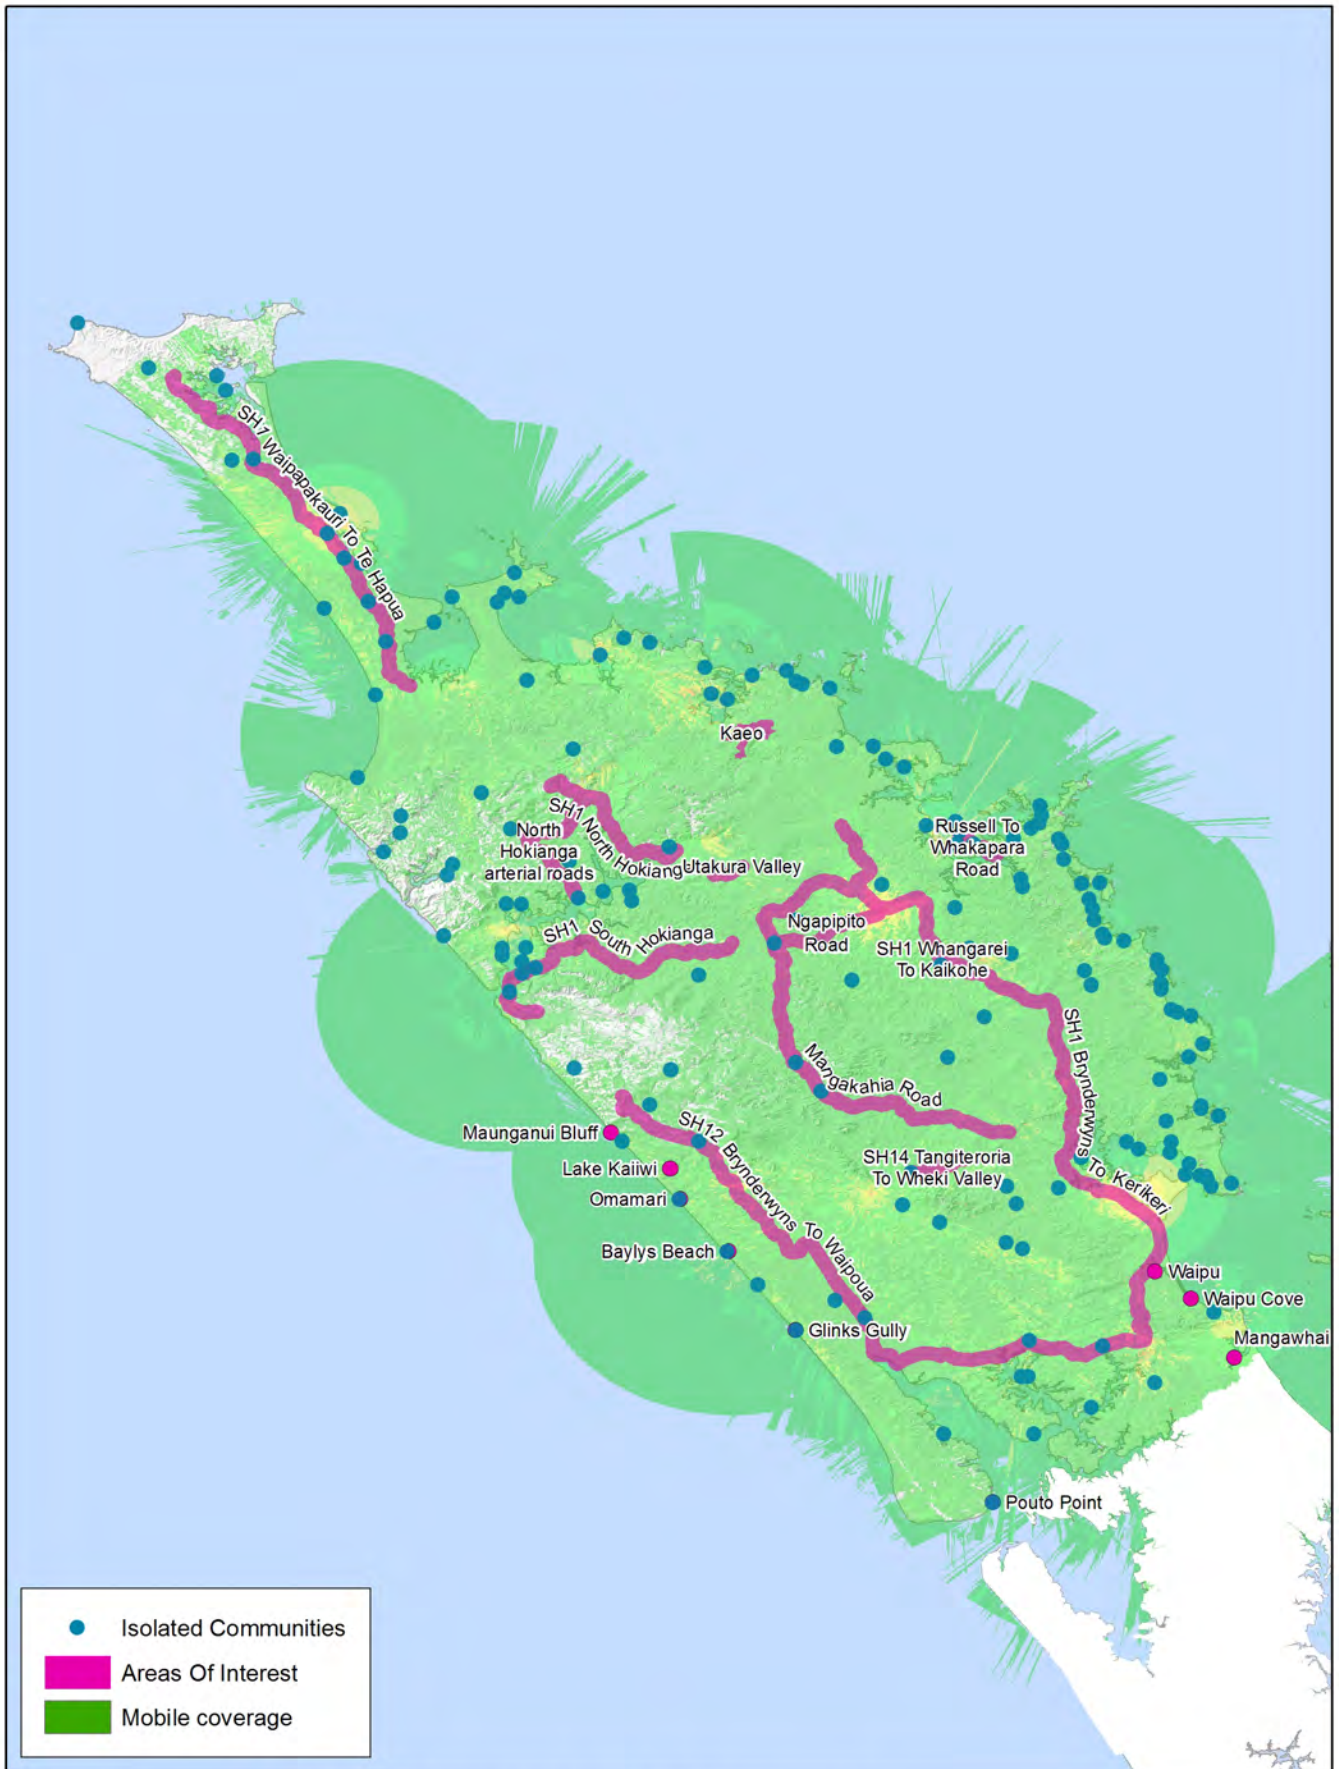 SH1 Waipapakauri To Te Hapua
Kaeo
SH1 North Hokianga
North
Hokianga
arterial roads
Utakura Valley
Russell To
Whakapara
Road
SH1 South Hokianga
Ngapipito
Road
SH1 Whangarei
To Kaikohe
SH1 Brynderwyns To Kerikeri
Mangakahia Road
Maunganui Bluff
SH12 Brynderwyns To Waipoua
SH14 Tangiteroria
To Wheki Valley
Lake Kaiiwi
Omamari
Baylys Beach
Waipu
Waipu Cove
Glinks Gully
Mangawhai
Pouto Point
Isolated Communities
Areas Of Interest
Mobile coverage